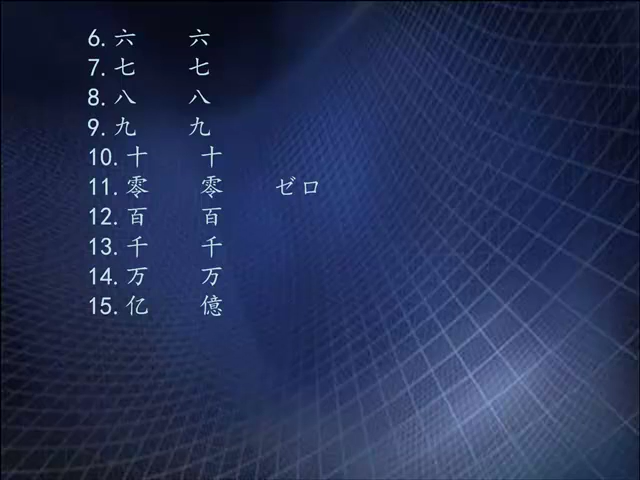 6.六 六
7.七 七
8.八 八
9.九 九
10.十 十
11.零 零 ゼロ
12.百 百
13.千 千
14.万 万
15.亿 億